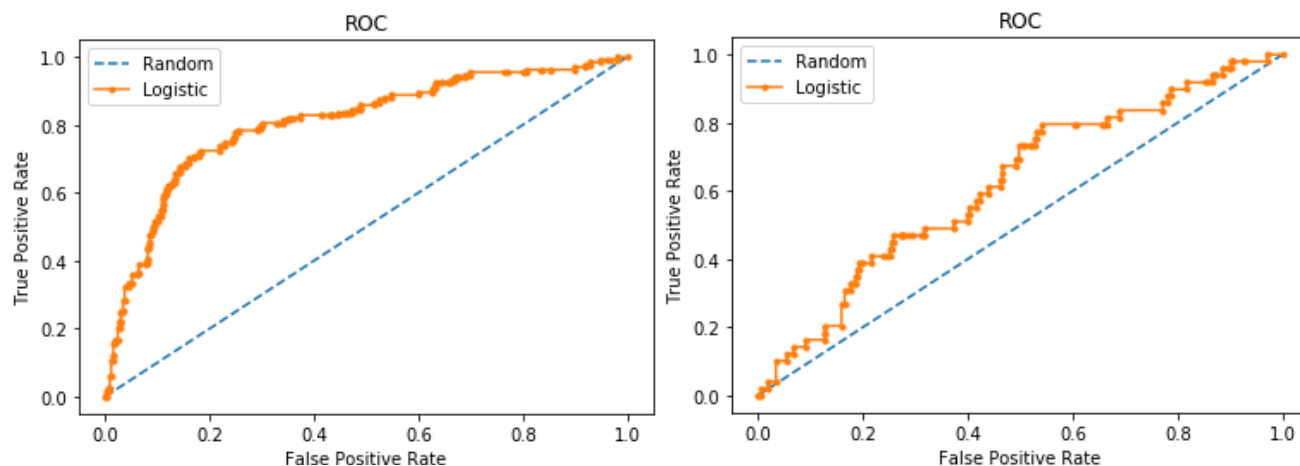 ROC
Random
Logistic
True Positive Rate
1.0
0.8
0.6
0.4
0.2
0.0
0.0 0.2 0.4 0.6 0.8 1.0
False Positive Rate
ROC
Random
Logistic
True Positive Rate
1.0
0.8
0.6
0.4
0.2
0.0
0.0 0.2 0.4 0.6 0.8 1.0
False Positive Rate